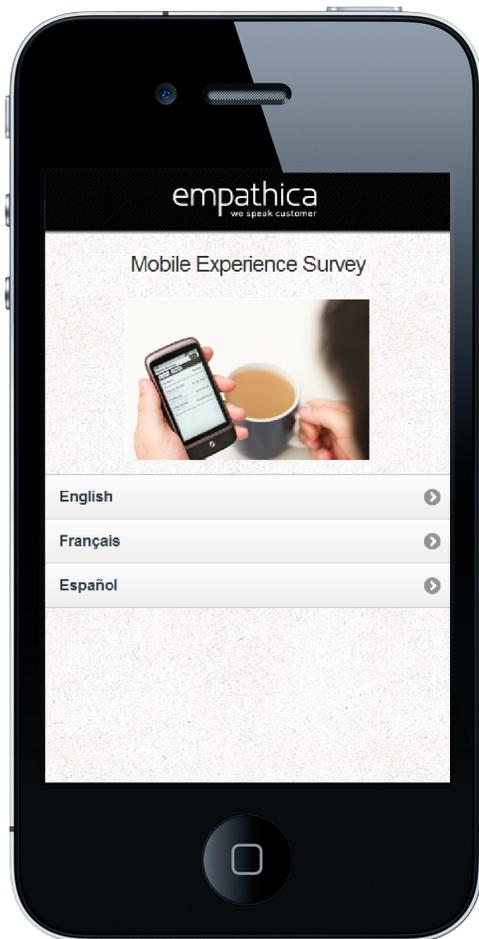 empathica
we speak customer
Mobile Experience Survey
English
Français
Español